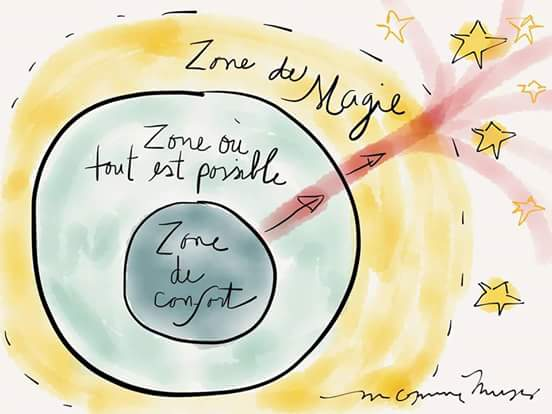 Zone de Magie
Zone où
tout est possible
Zone
de
confort